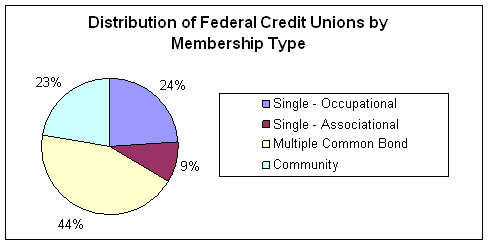 Distribution of Federal Credit Unions by
Membership Type
23%
24%
9%
44%
Single - Occupational
Single - Associational
Multiple Common Bond
Community